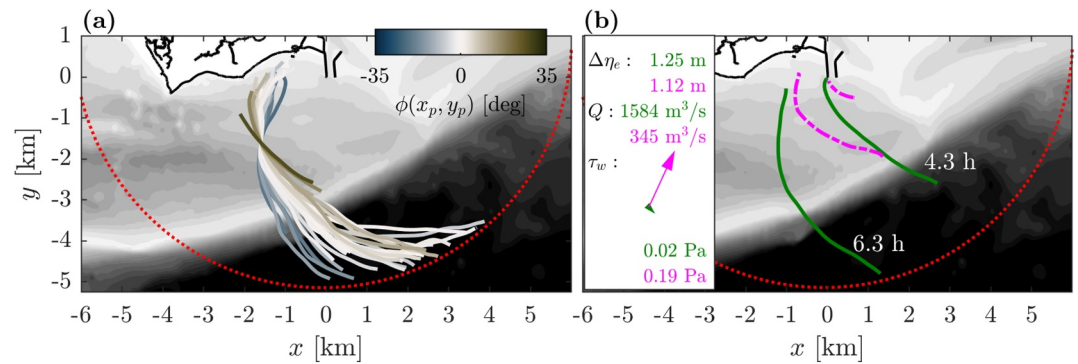 (a)
(b)
1
0
-1
-2
-3
-4
-5
y [km]
-35 0 35
ϕ(xₚ, yₚ) [deg]
-6 -5 -4 -3 -2 -1 0 1 2 3 4 5
x [km]
Δηₑ : 1.25 m
1.12 m
Q : 1584 m³/s
345 m³/s
τ_w :
0.02 Pa
0.19 Pa
4.3 h
6.3 h
-6 -5 -4 -3 -2 -1 0 1 2 3 4 5 6
x [km]